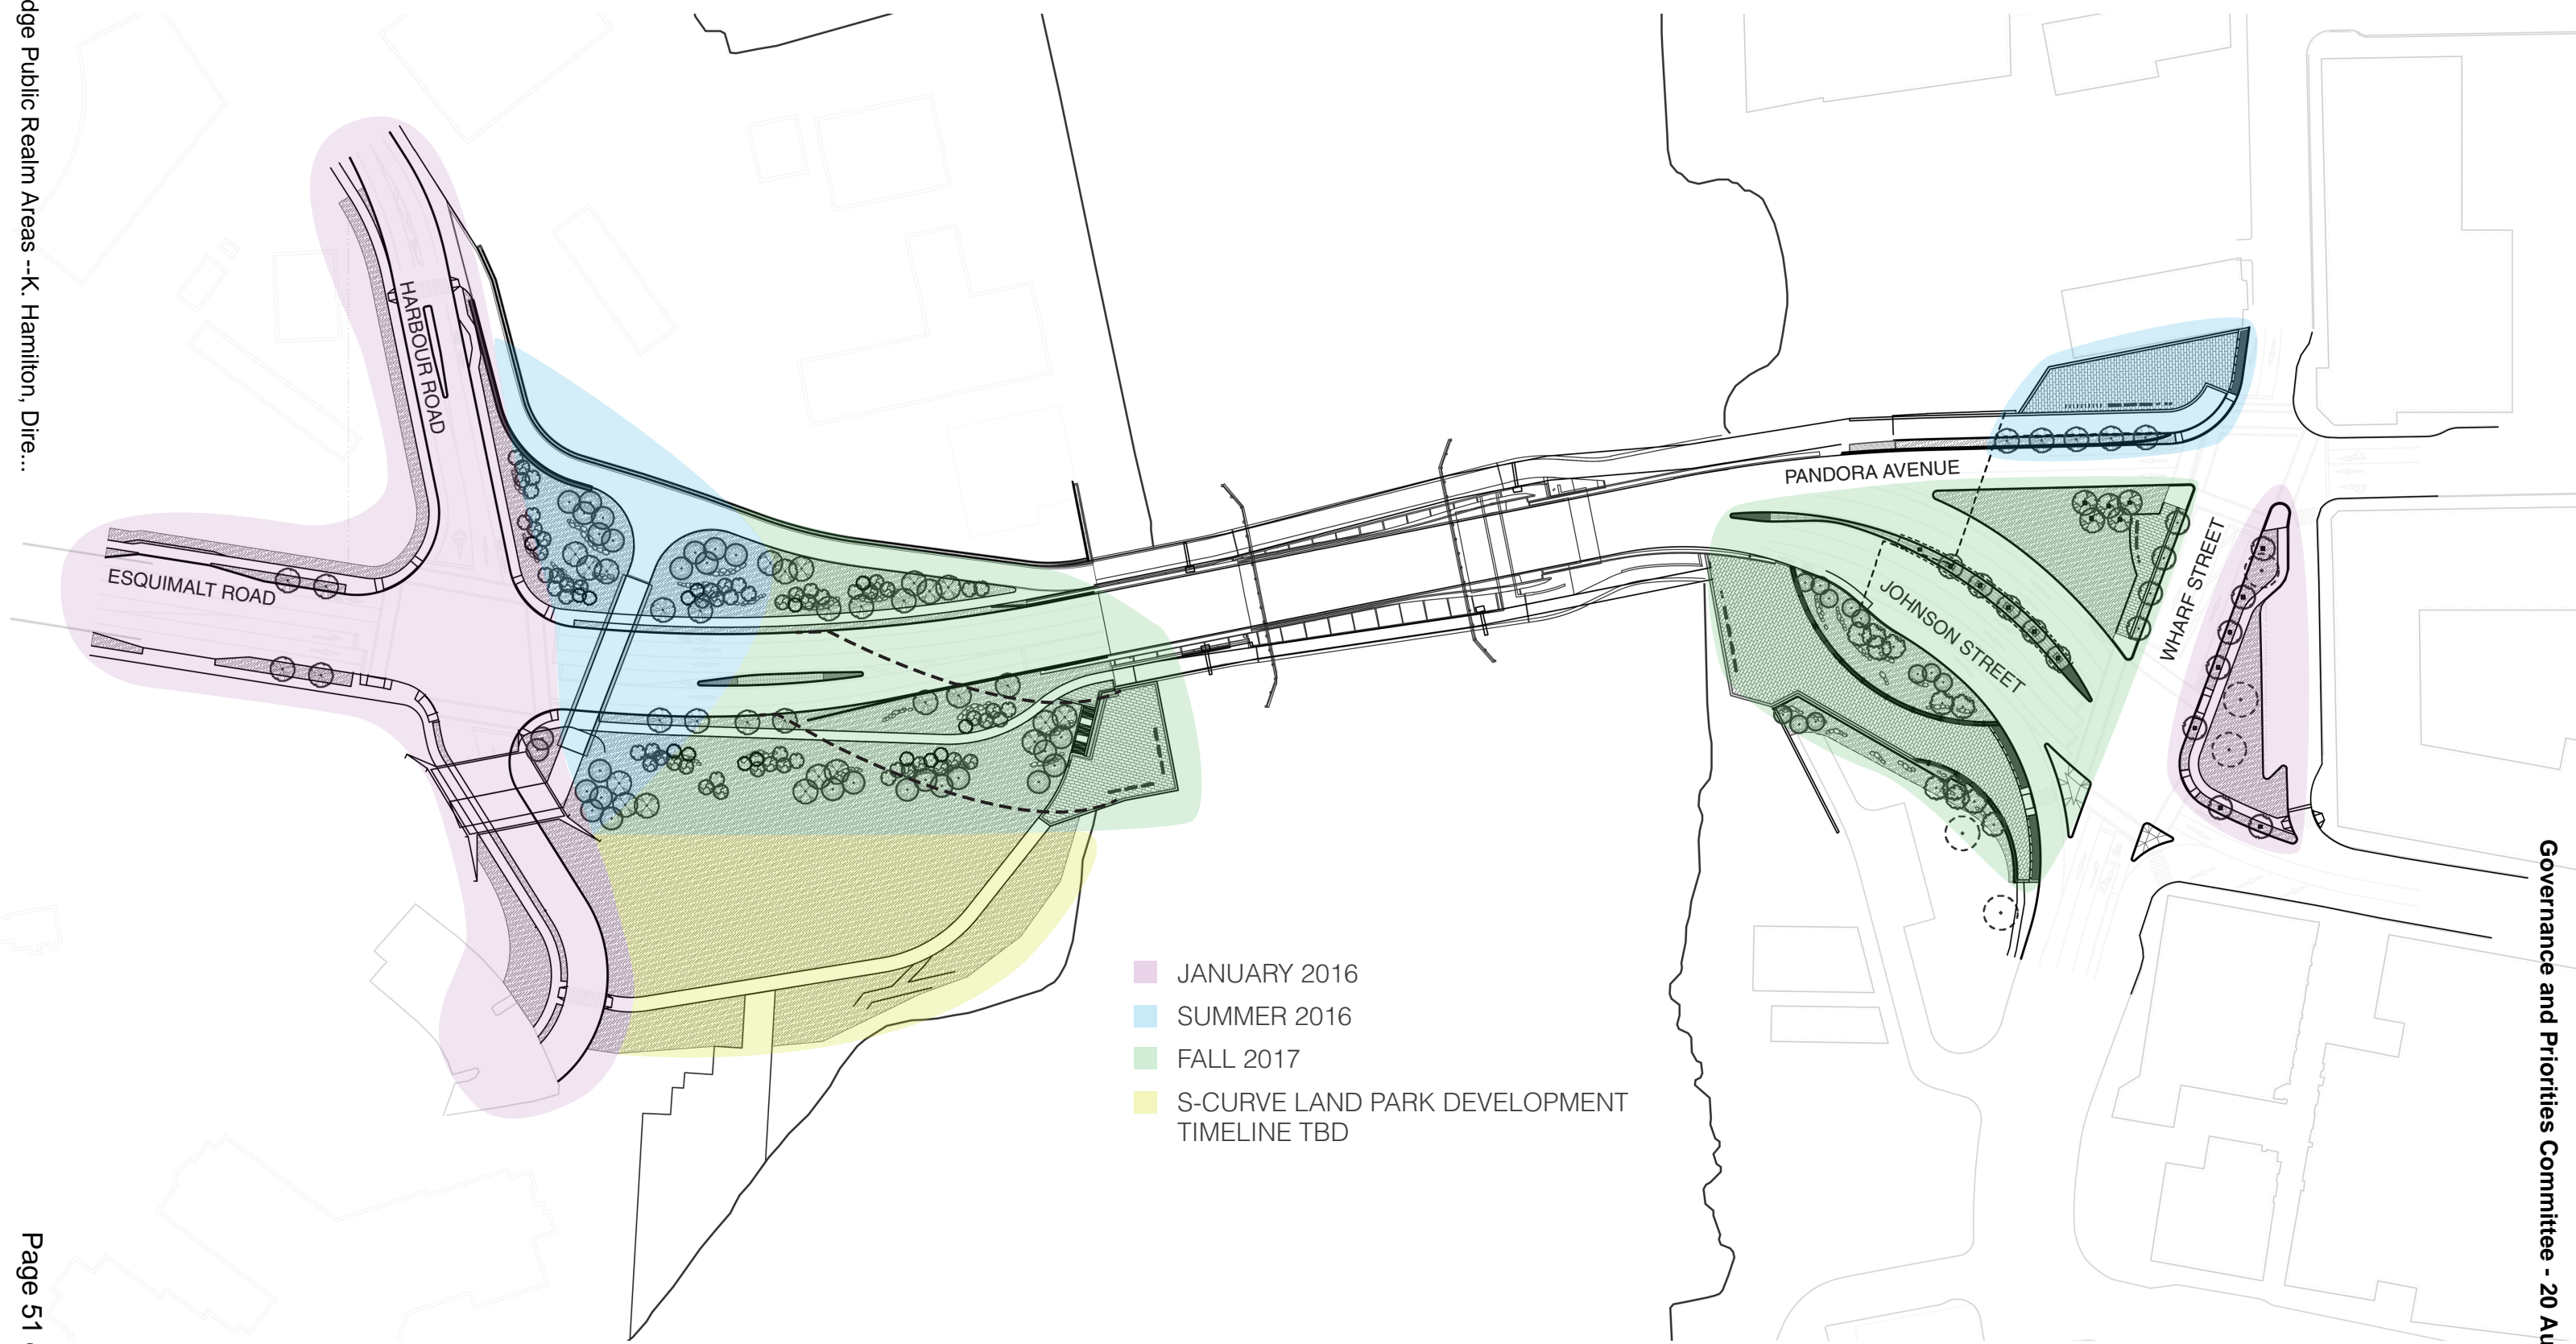 dge Public Realm Areas --K. Hamilton, Dire...
HARBOUR ROAD
ESQUIMALT ROAD
PANDORA AVENUE
JOHNSON STREET
WHARF STREET
JANUARY 2016
SUMMER 2016
FALL 2017
S-CURVE LAND PARK DEVELOPMENT
TIMELINE TBD
Governance and Priorities Committee - 20 Au
Page 51